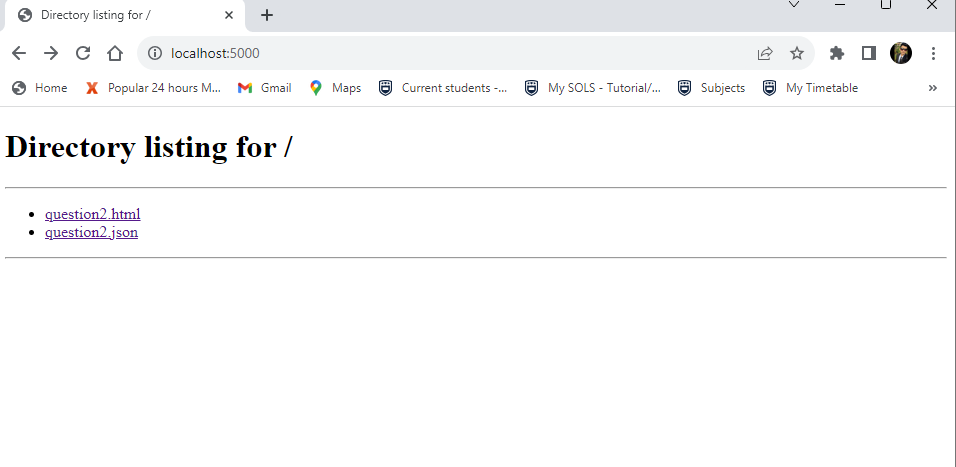 Directory listing for /
localhost:5000
Home Popular 24 hours M... Gmail Maps Current students -... My SOLS - Tutorial/... Subjects My Timetable »
Directory listing for /
question2.html
question2.json